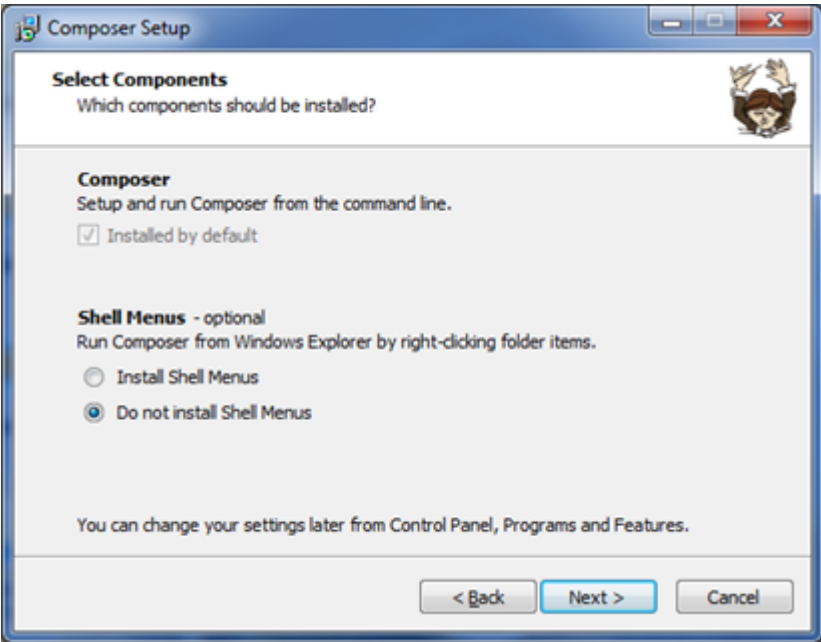 Composer Setup
Select Components
Which components should be installed?
Composer
Setup and run Composer from the command line.
Installed by default
Shell Menus - optional
Run Composer from Windows Explorer by right-clicking folder items.
Install Shell Menus
Do not install Shell Menus
You can change your settings later from Control Panel, Programs and Features.
< Back Next > Cancel